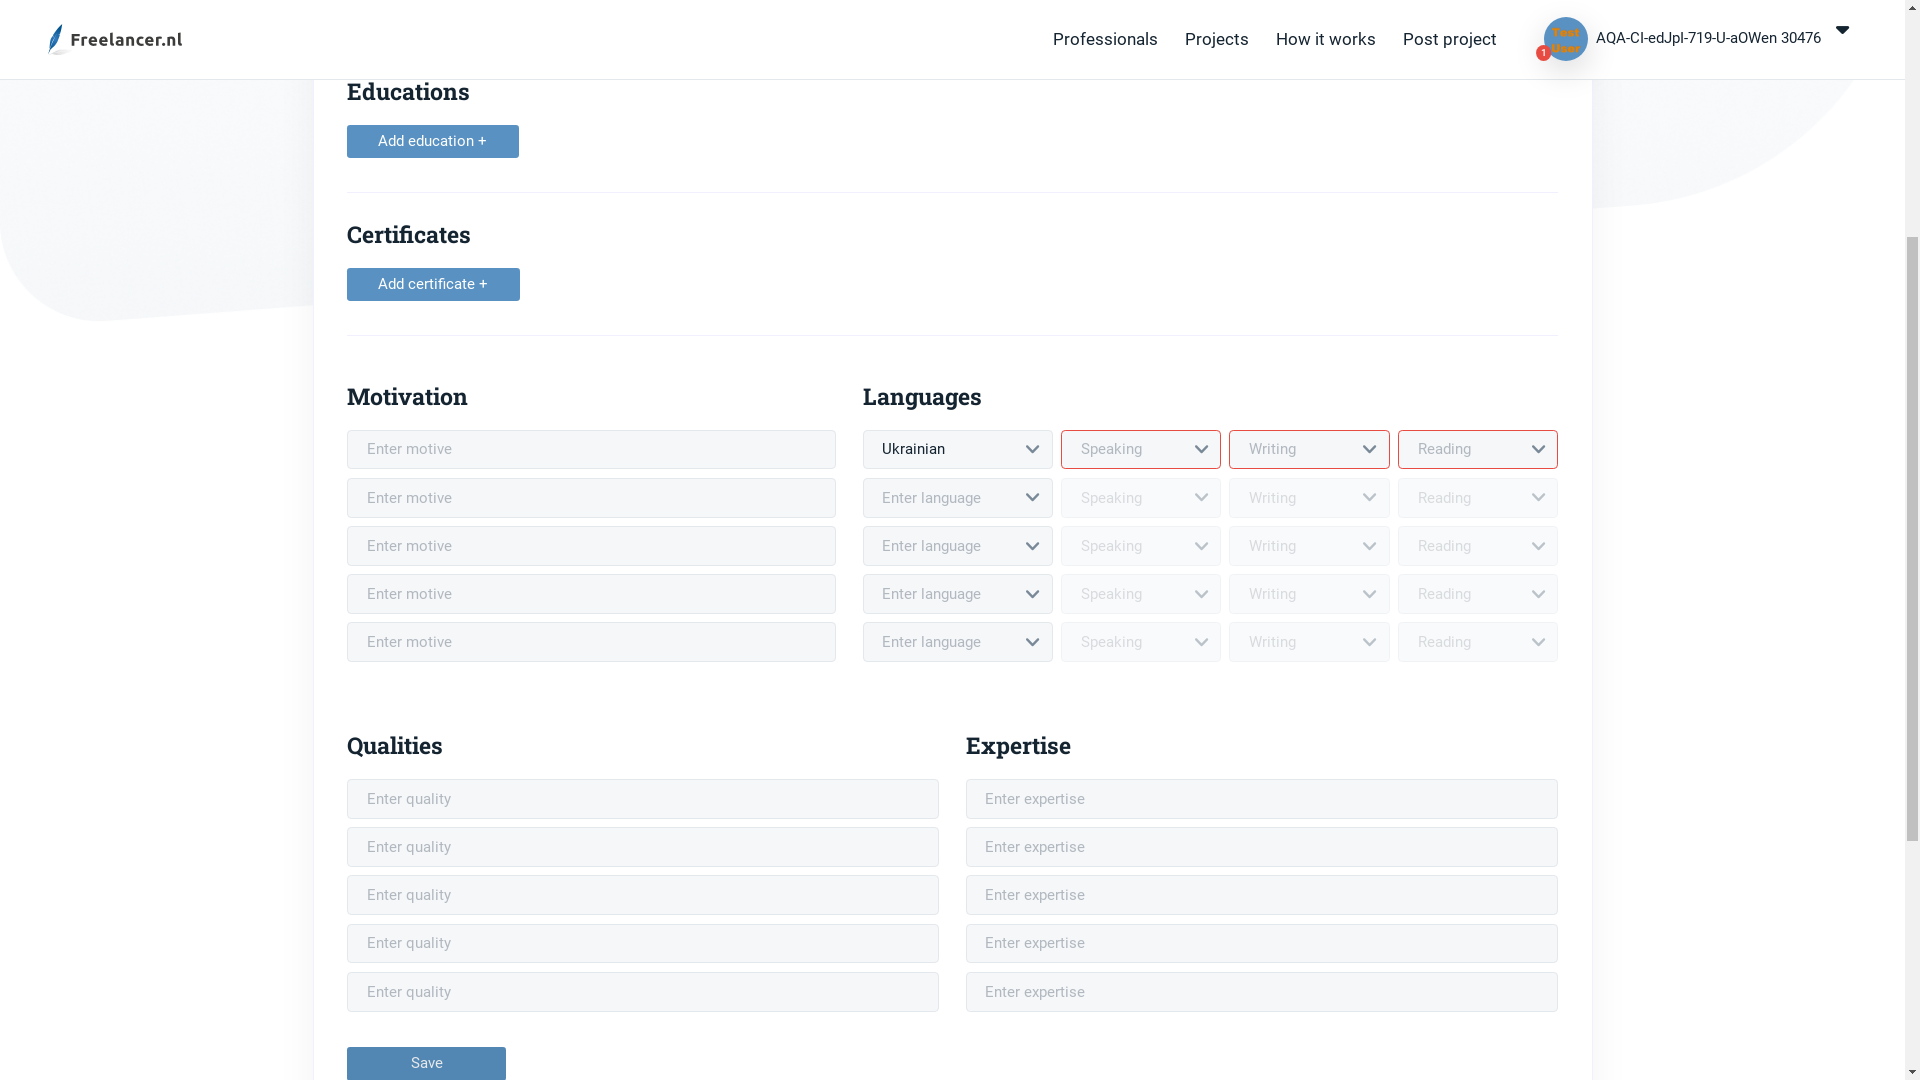 Freelancer.nl
Professionals Projects How it works Post project
Test User
1
AQA-CI-edJpI-719-U-aOWen 30476
Educations
Add education +
Certificates
Add certificate +
Motivation
Enter motive
Enter motive
Enter motive
Enter motive
Enter motive
Languages
Ukrainian Speaking Writing Reading
Enter language Speaking Writing Reading
Enter language Speaking Writing Reading
Enter language Speaking Writing Reading
Enter language Speaking Writing Reading
Qualities
Enter quality
Enter quality
Enter quality
Enter quality
Enter quality
Expertise
Enter expertise
Enter expertise
Enter expertise
Enter expertise
Enter expertise
Save